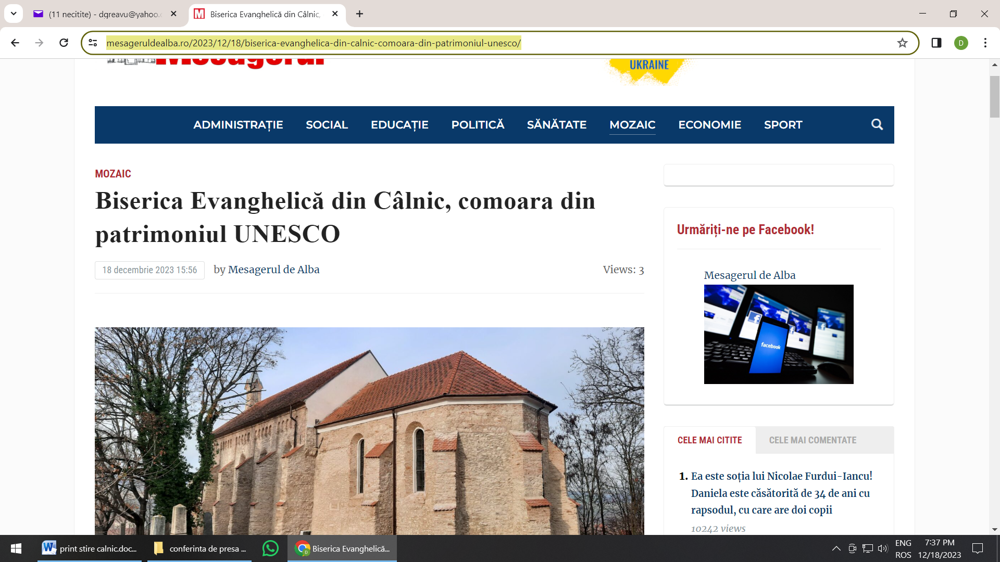 (11 necitite) - dgreavu@yahoo.c
Biserica Evanghelică din Câlnic,
mesageruldealba.ro/2023/12/18/biserica-evanghelica-din-calnic-comoara-din-patrimoniul-unesco/
D
Mesagerul
UKRAINE
ADMINISTRAȚIE SOCIAL EDUCAȚIE POLITICĂ SĂNĂTATE MOZAIC ECONOMIE SPORT
MOZAIC
Biserica Evanghelică din Câlnic, comoara din
patrimoniul UNESCO
18 decembrie 2023 15:56 by Mesagerul de Alba Views: 3
Urmăriți-ne pe Facebook!
Mesagerul de Alba
facebook
CELE MAI CITITE CELE MAI COMENTATE
1. Ea este soția lui Nicolae Furdui-Iancu!
Daniela este căsătorită de 34 de ani cu
rapsodul, cu care are doi copii
10242 views
print stire calnic.doc...
conferinta de presa ...
Biserica Evanghelică...
ENG
ROS
7:37 PM
12/18/2023